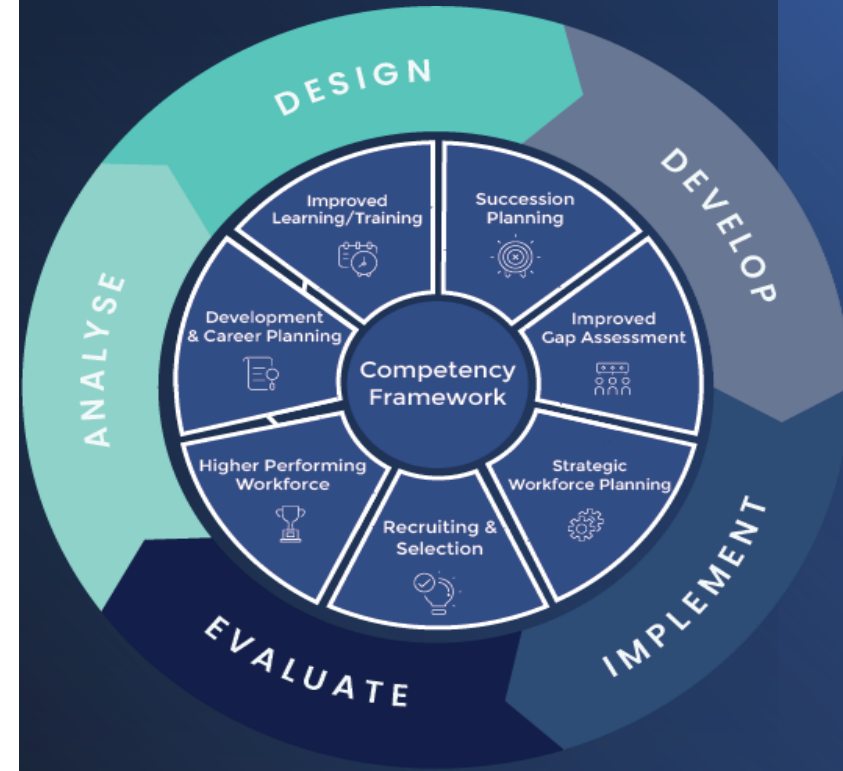 DESIGN
DEVELOP
IMPLEMENT
EVALUATE
ANALYSE
Improved
Learning/Training
Succession
Planning
Improved
Gap Assessment
Strategic
Workforce Planning
Recruiting &
Selection
Higher Performing
Workforce
Development
& Career Planning
Competency
Framework